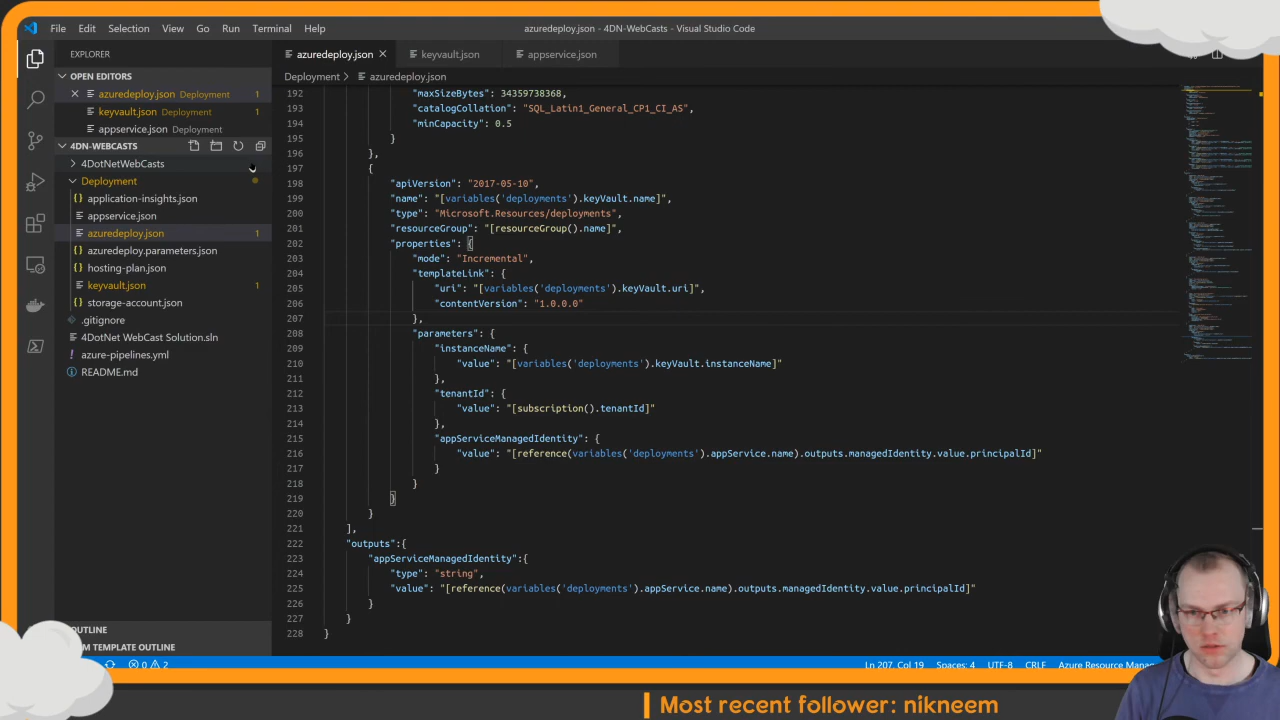 File Edit Selection View Go Run Terminal Help
azuredeploy.json - 4DN-WebCasts - Visual Studio Code
EXPLORER
azuredeploy.json keyvault.json appservice.json
OPEN EDITORS
azuredeploy.json Deployment 1
keyvault.json Deployment 1
appservice.json Deployment
4DN-WEBCASTS
4DotNetWebCasts
Deployment
application-insights.json
appservice.json
azuredeploy.json 1
azuredeploy.parameters.json
hosting-plan.json
keyvault.json 1
storage-account.json
.gitignore
4DotNet WebCast Solution.sln
azure-pipelines.yml
README.md
OUTLINE
M TEMPLATE OUTLINE
Deployment > azuredeploy.json
192 "maxSizeBytes": 34359738368,
193 "catalogCollation": "SQL_Latin1_General_CP1_CI_AS",
194 "minCapacity": 0.5
195 }
196 },
197 {
198 "apiVersion": "2017-05-10",
199 "name": "[variables('deployments').keyVault.name]",
200 "type": "Microsoft.Resources/deployments",
201 "resourceGroup": "[resourceGroup().name]",
202 "properties": {
203 "mode": "Incremental",
204 "templateLink": {
205 "uri": "[variables('deployments').keyVault.uri]",
206 "contentVersion": "1.0.0.0"
207 },
208 "parameters": {
209 "instanceName": {
210 "value": "[variables('deployments').keyVault.instanceName]"
211 },
212 "tenantId": {
213 "value": "[subscription().tenantId]"
214 },
215 "appServiceManagedIdentity": {
216 "value": "[reference(variables('deployments').appService.name).outputs.managedIdentity.value.principalId]"
217 }
218 }
219 }
220 }
221 ],
222 "outputs":{
223 "appServiceManagedIdentity":{
224 "type": "string",
225 "value": "[reference(variables('deployments').appService.name).outputs.managedIdentity.value.principalId]"
226 }
227 }
228 }
0 2
Ln 207, Col 19 Spaces: 4 UTF-8 CRLF Azure Resource Mana
Most recent follower: nikneem